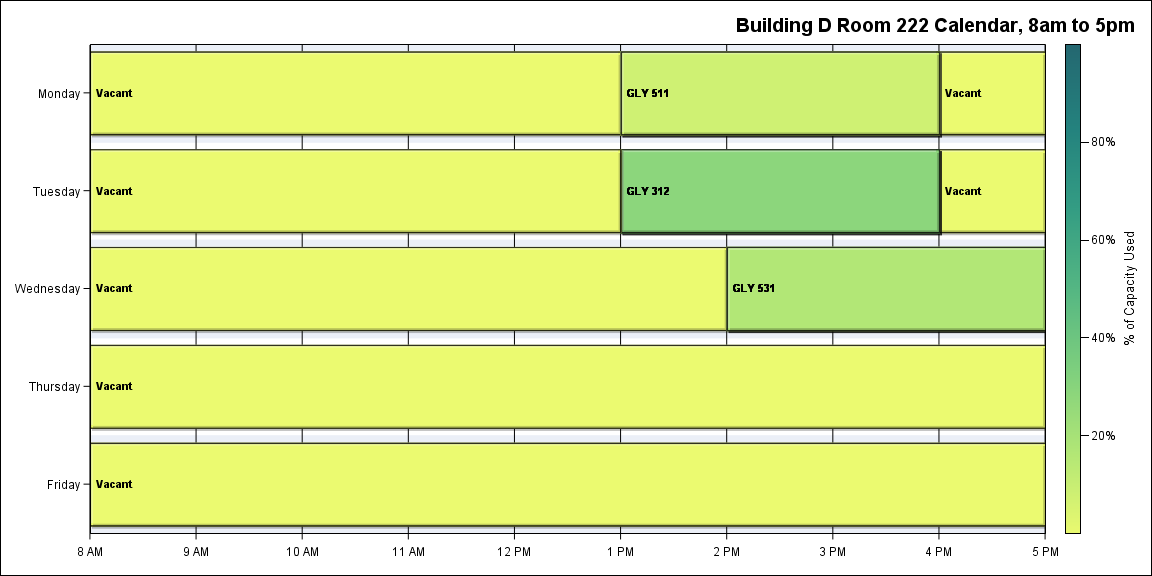 Building D Room 222 Calendar, 8am to 5pm
Monday
Vacant
GLY 511
Vacant
Tuesday
Vacant
GLY 312
Vacant
Wednesday
Vacant
GLY 531
Thursday
Vacant
Friday
Vacant
8 AM
9 AM
10 AM
11 AM
12 PM
1 PM
2 PM
3 PM
4 PM
5 PM
80%
60%
40%
20%
% of Capacity Used